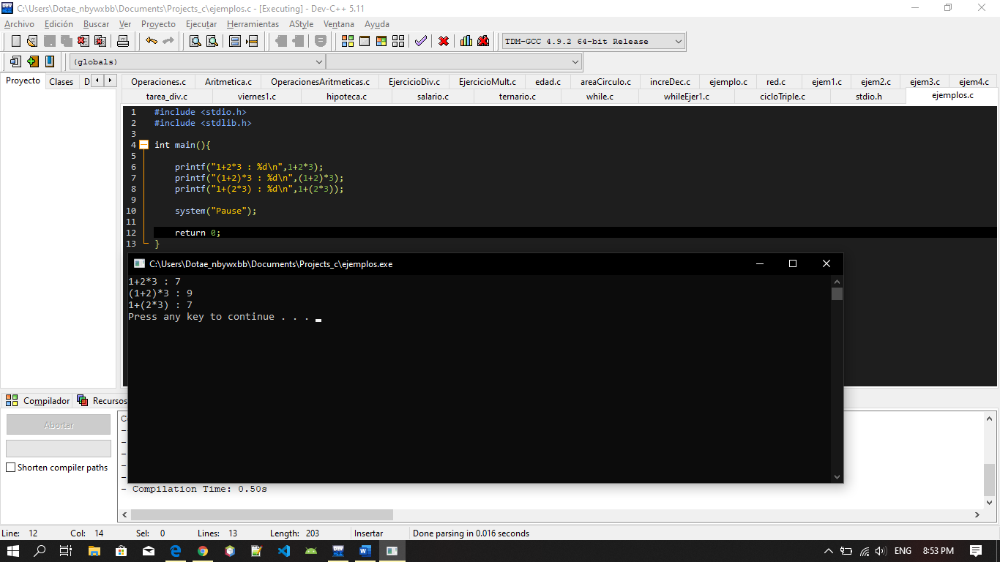 C:\Users\Dotae_nbywxbb\Documents\Projects_c\ejemplos.c - [Executing] - Dev-C++ 5.11
Archivo Edición Buscar Ver Proyecto Ejecutar Herramientas AStyle Ventana Ayuda
TDM-GCC 4.9.2 64-bit Release
(globals)
Proyecto Clases D
Operaciones.c Aritmetica.c OperacionesAritmeticas.c EjercicioDiv.c EjercicioMult.c edad.c areaCirculo.c increDec.c ejemplo.c red.c ejem1.c ejem2.c ejem3.c ejem4.c
tarea_div.c viernes1.c hipoteca.c salario.c ternario.c while.c whileEjer1.c cicloTriple.c stdio.h ejemplos.c
1 #include <stdio.h>
2 #include <stdlib.h>
3
4 int main(){
5
6 printf("1+2*3 : %d\n",1+2*3);
7 printf("(1+2)*3 : %d\n",(1+2)*3);
8 printf("1+(2*3) : %d\n",1+(2*3));
9
10 system("Pause");
11
12 return 0;
13 }
C:\Users\Dotae_nbywxbb\Documents\Projects_c\ejemplos.exe
1+2*3 : 7
(1+2)*3 : 9
1+(2*3) : 7
Press any key to continue . . .
Compilador Recursos
Abortar
Shorten compiler paths
- Compilation Time: 0.50s
Line: 12 Col: 14 Sel: 0 Lines: 13 Length: 203 Insertar Done parsing in 0.016 seconds
ENG 8:53 PM